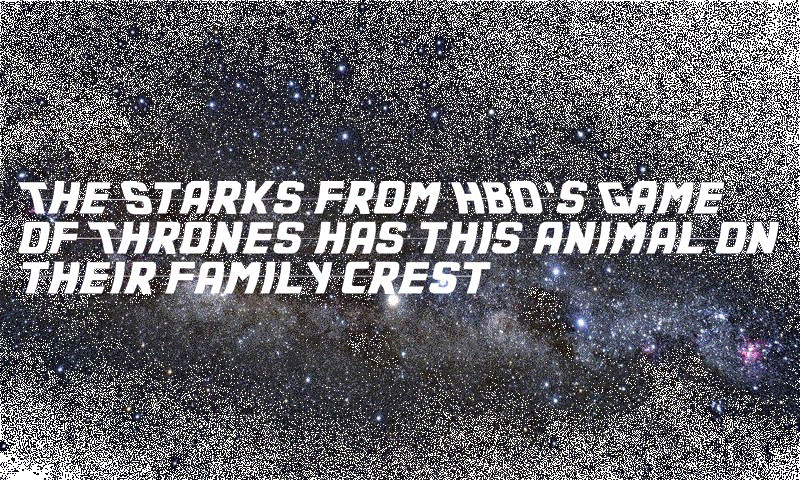 THE STARKS FROM HBO'S GAME
OF THRONES HAS THIS ANIMAL ON
THEIR FAMILY CREST